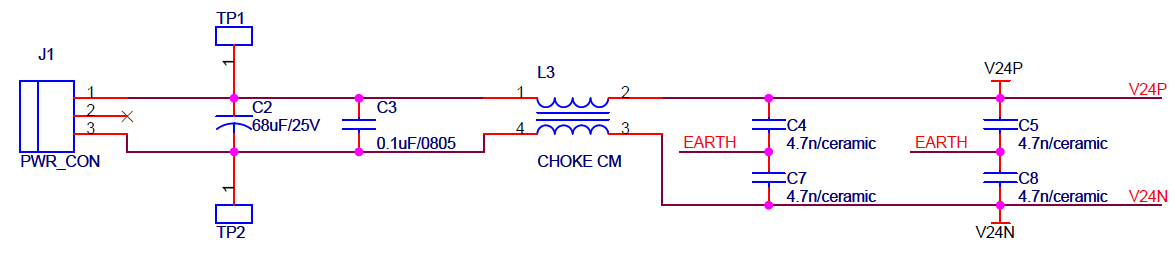 TP1
J1
1
L3
V24P
1
2
3
C2
68uF/25V
C3
0.1uF/0805
1
2
4
3
V24P
C4
4.7n/ceramic
C5
4.7n/ceramic
EARTH
EARTH
PWR_CON
CHOKE CM
C7
4.7n/ceramic
C8
4.7n/ceramic
1
V24N
TP2
V24N